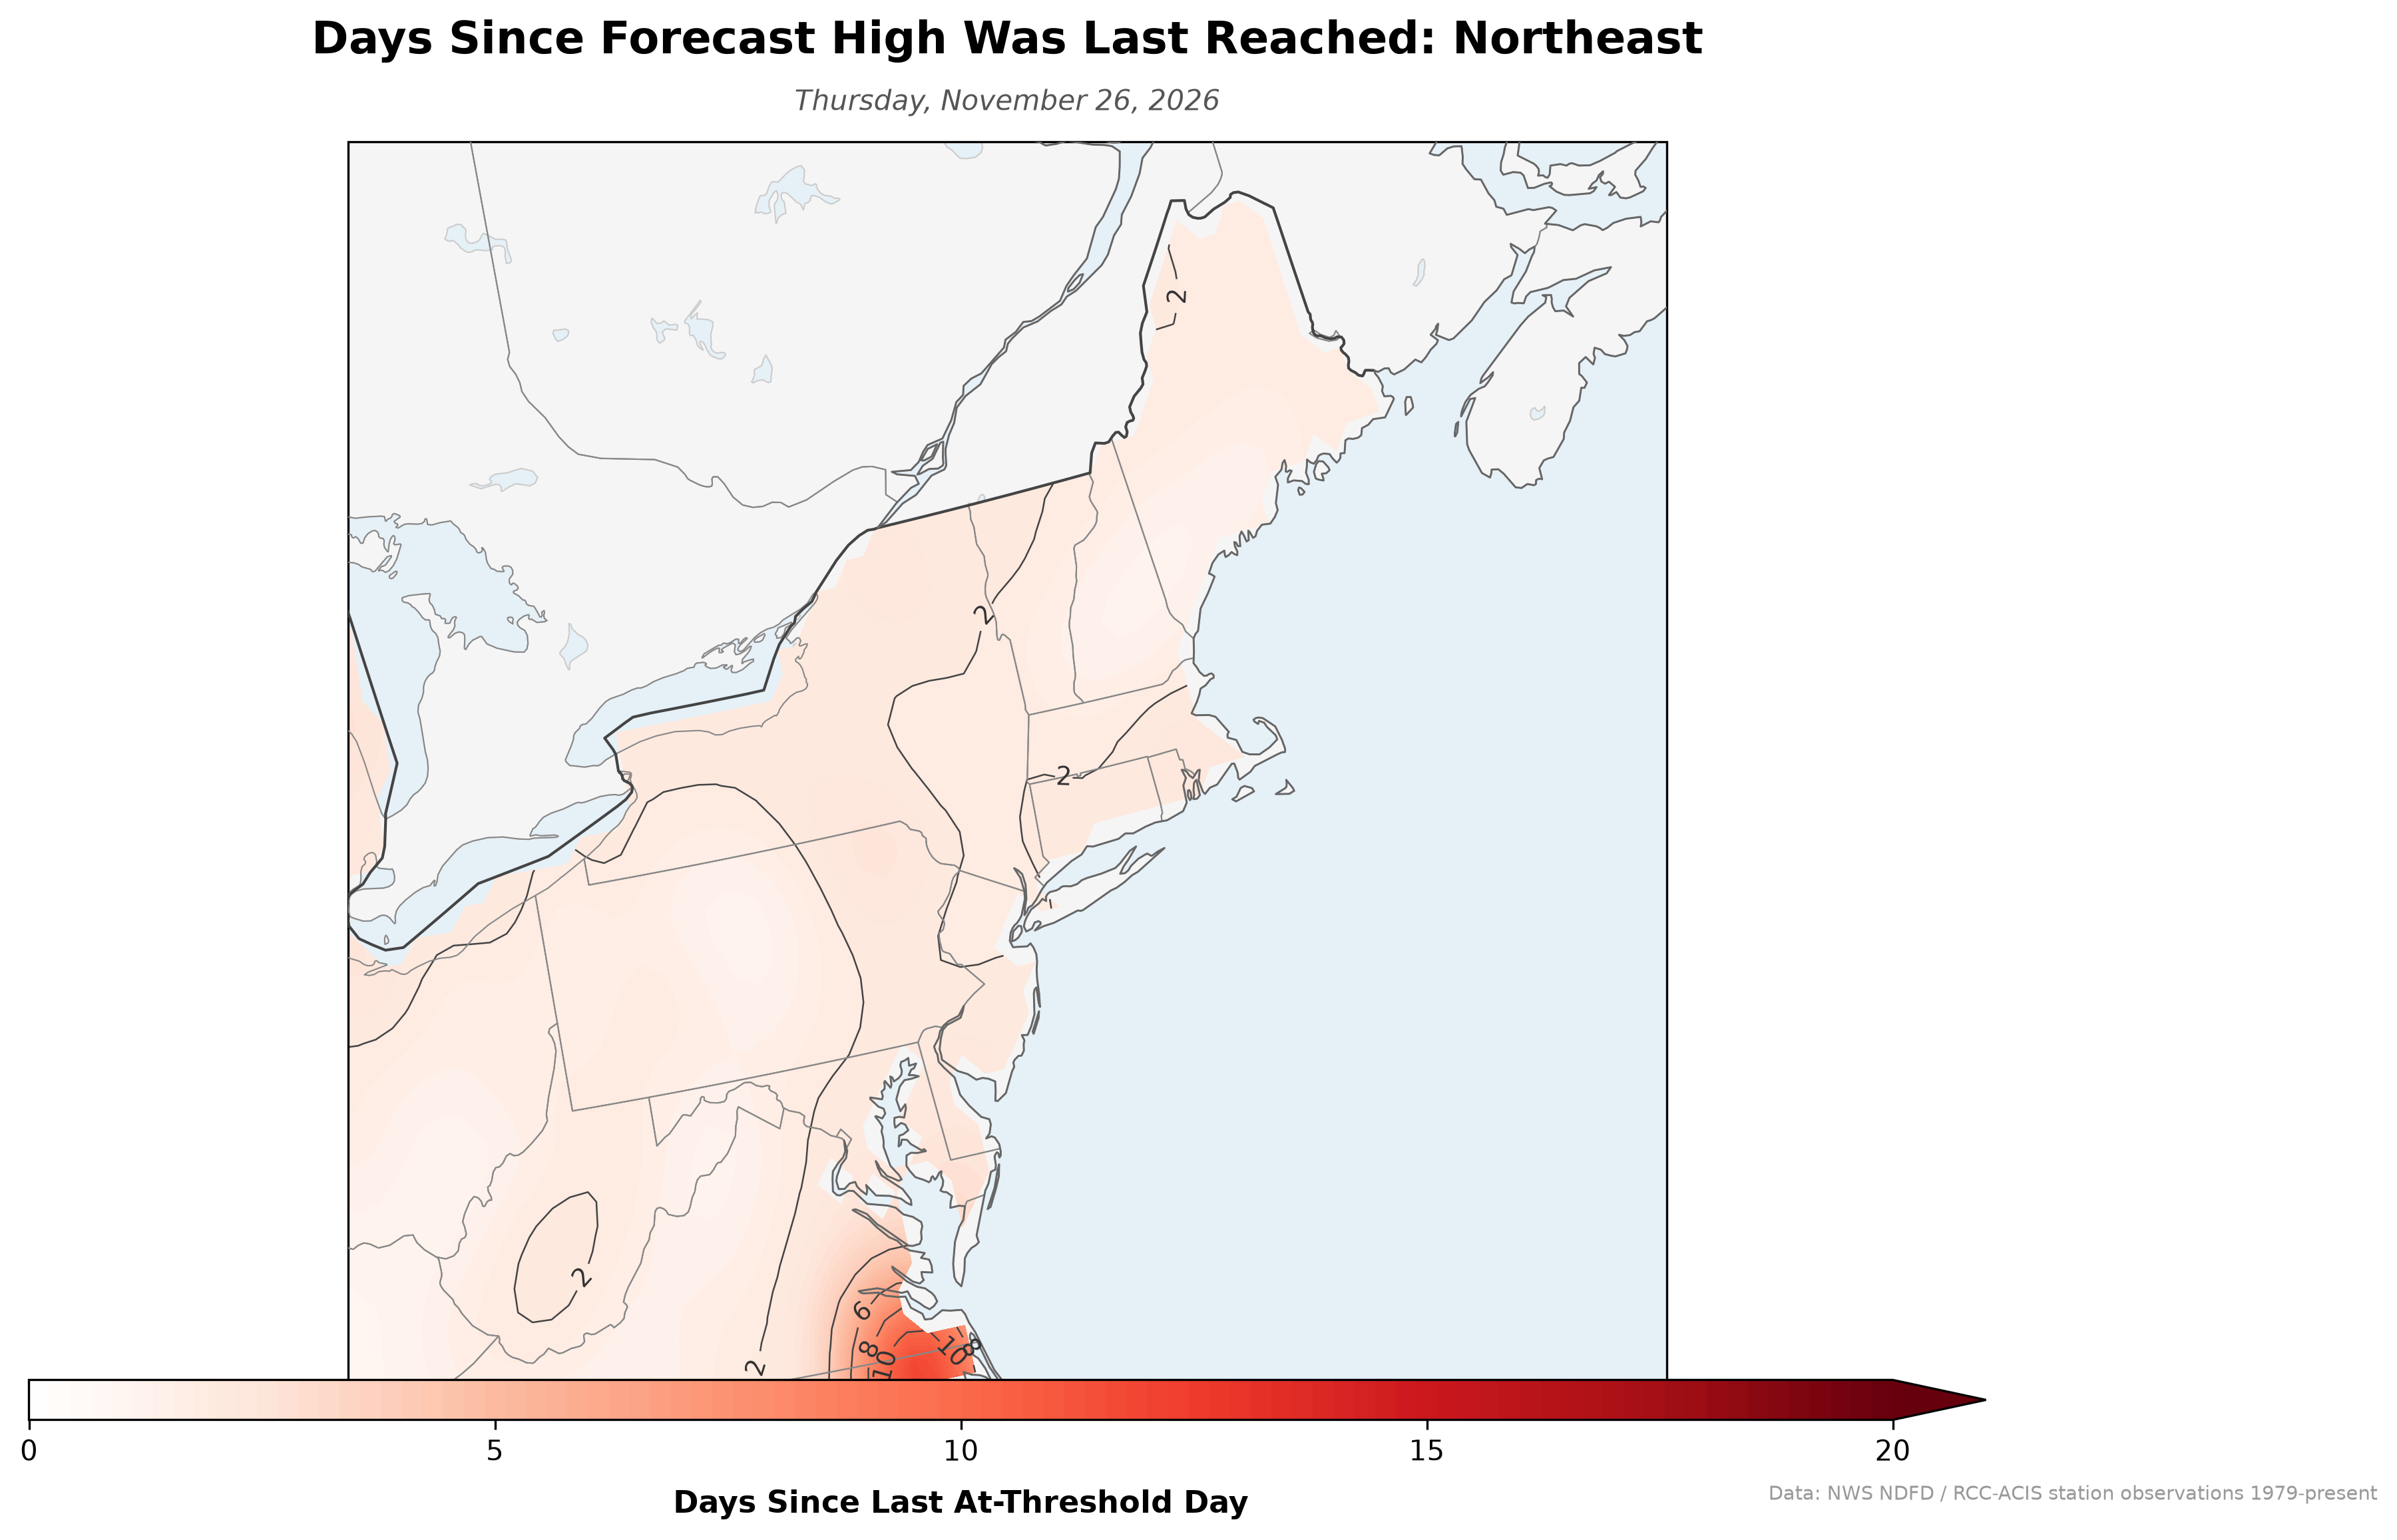 Days Since Forecast High Was Last Reached: Northeast
Thursday, November 26, 2026
2
2
2
2
2
6
8
10
10
8
0 5 10 15 20
Days Since Last At-Threshold Day
Data: NWS NDFD / RCC-ACIS station observations 1979-present